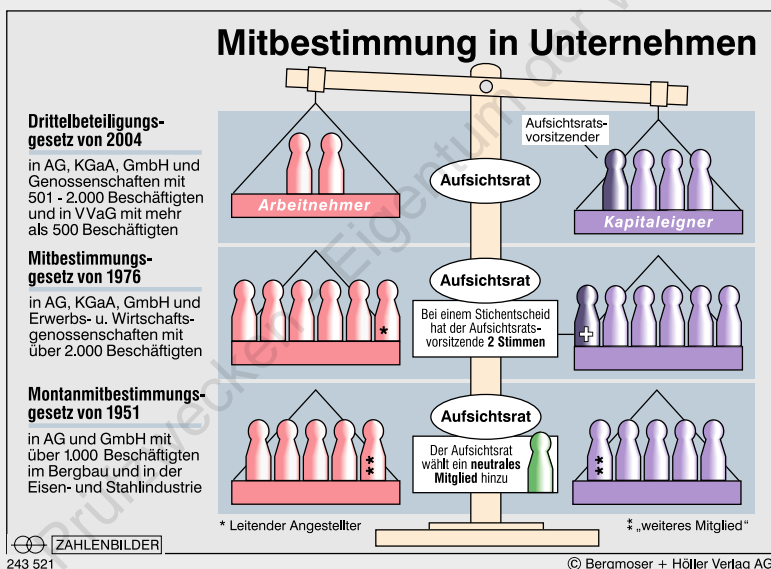 Mitbestimmung in Unternehmen
Drittelbeteiligungs-
gesetz von 2004
in AG, KGaA, GmbH und
Genossenschaften mit
501 - 2.000 Beschäftigten
und in VVaG mit mehr
als 500 Beschäftigten
Arbeitnehmer
Aufsichtsrat
Aufsichtsrats-
vorsitzender
Kapitaleigner
Mitbestimmungs-
gesetz von 1976
in AG, KGaA, GmbH und
Erwerbs- u. Wirtschafts-
genossenschaften mit
über 2.000 Beschäftigten
*
Aufsichtsrat
Bei einem Stichentscheid
hat der Aufsichtsrats-
vorsitzende 2 Stimmen
+
Montanmitbestimmungs-
gesetz von 1951
in AG und GmbH mit
über 1.000 Beschäftigten
im Bergbau und in der
Eisen- und Stahlindustrie
**
Aufsichtsrat
Der Aufsichtsrat
wählt ein neutrales
Mitglied hinzu
**
* Leitender Angestellter
** „weiteres Mitglied"
ZAHLENBILDER
243 521
© Bergmoser + Höller Verlag AG
Eigentum der